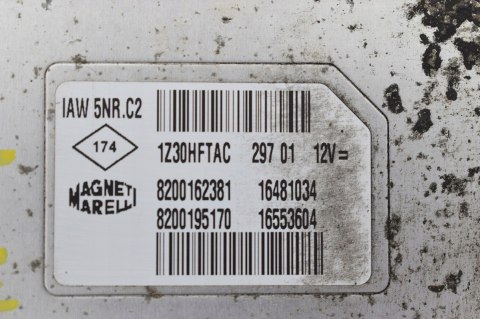 IAW 5NR.C2
174
1Z30HFTAC 297 01 12V=
MAGNETI
MARELLI
8200162381 16481034
8200195170 16553604